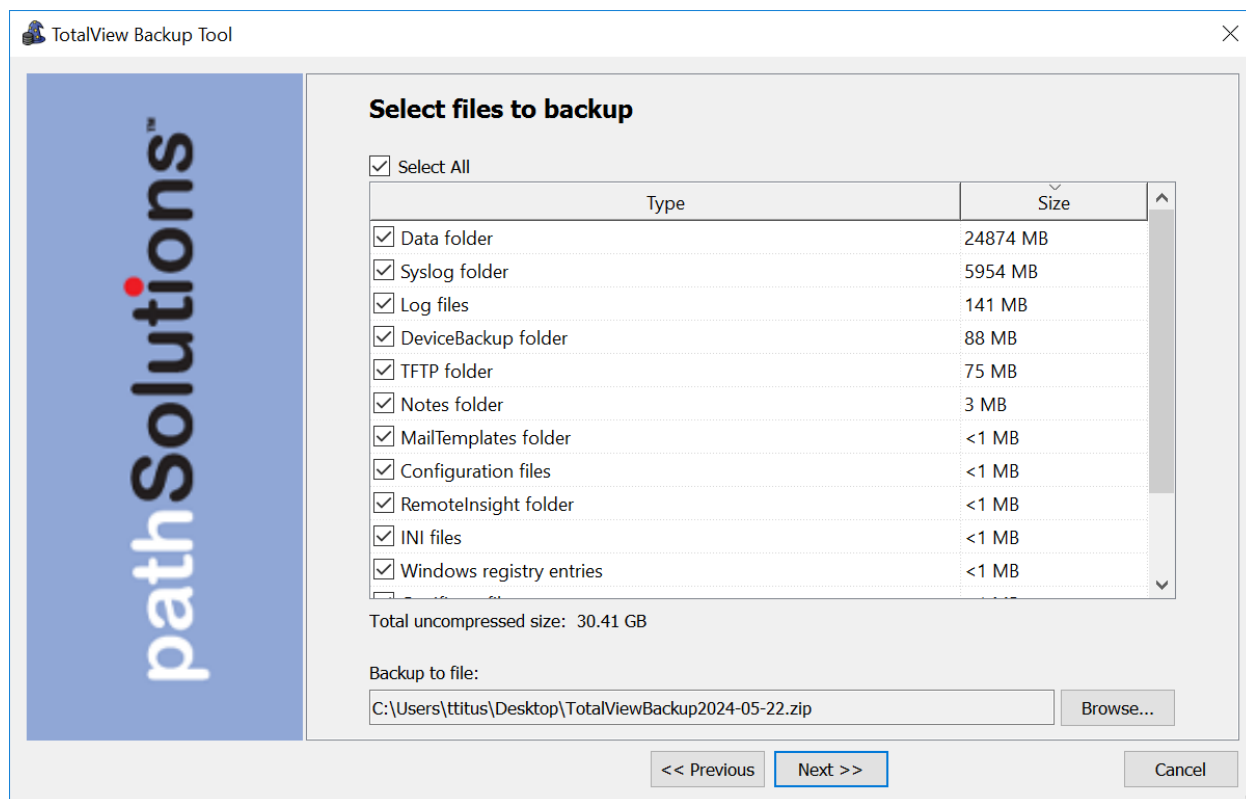 TotalView Backup Tool
pathSolutions™
Select files to backup
Select All
Type Size
Data folder 24874 MB
Syslog folder 5954 MB
Log files 141 MB
DeviceBackup folder 88 MB
TFTP folder 75 MB
Notes folder 3 MB
MailTemplates folder <1 MB
Configuration files <1 MB
RemoteInsight folder <1 MB
INI files <1 MB
Windows registry entries <1 MB
Total uncompressed size: 30.41 GB
Backup to file:
C:\Users\ttitus\Desktop\TotalViewBackup2024-05-22.zip Browse...
<< Previous Next >> Cancel